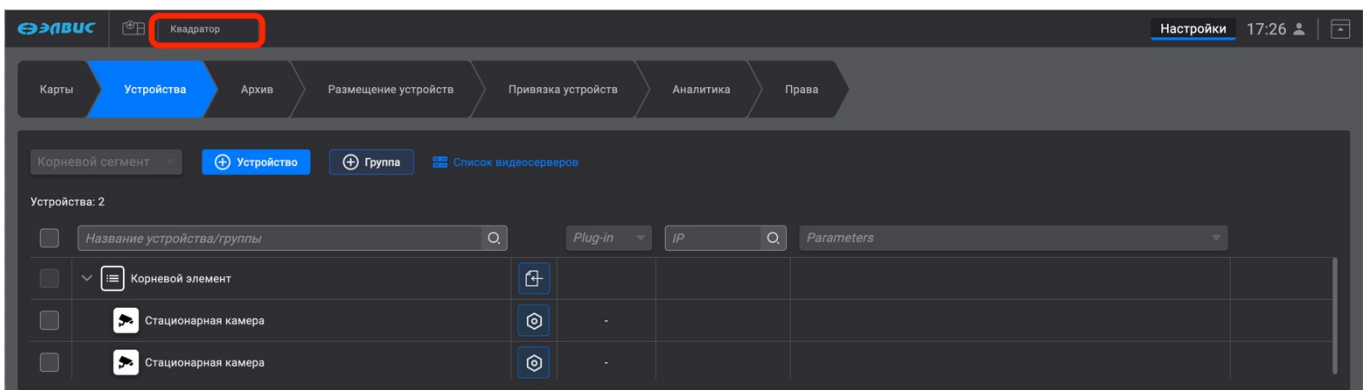 ЭЛВИС Квадратор Настройки 17:26
Карты Устройства Архив Размещение устройств Привязка устройств Аналитика Права
Корневой сегмент Устройство Группа Список видеосерверов
Устройства: 2
Название устройства/группы Plug-in IP Parameters
Корневой элемент
Стационарная камера -
Стационарная камера -